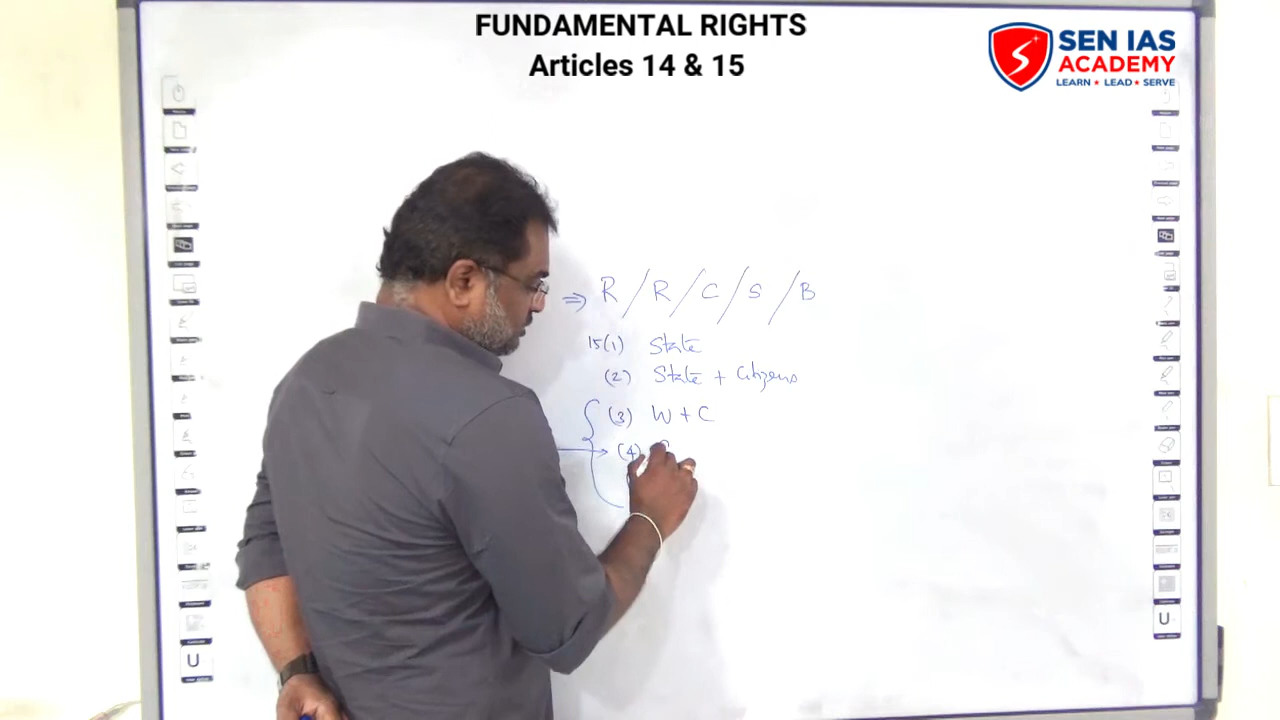 FUNDAMENTAL RIGHTS
Articles 14 & 15
SEN IAS
ACADEMY
LEARN ★ LEAD ★ SERVE
⇒ R / R / C / S / B
15(1) State
(2) State + Citizens
(3) W + C
(4)
U
U